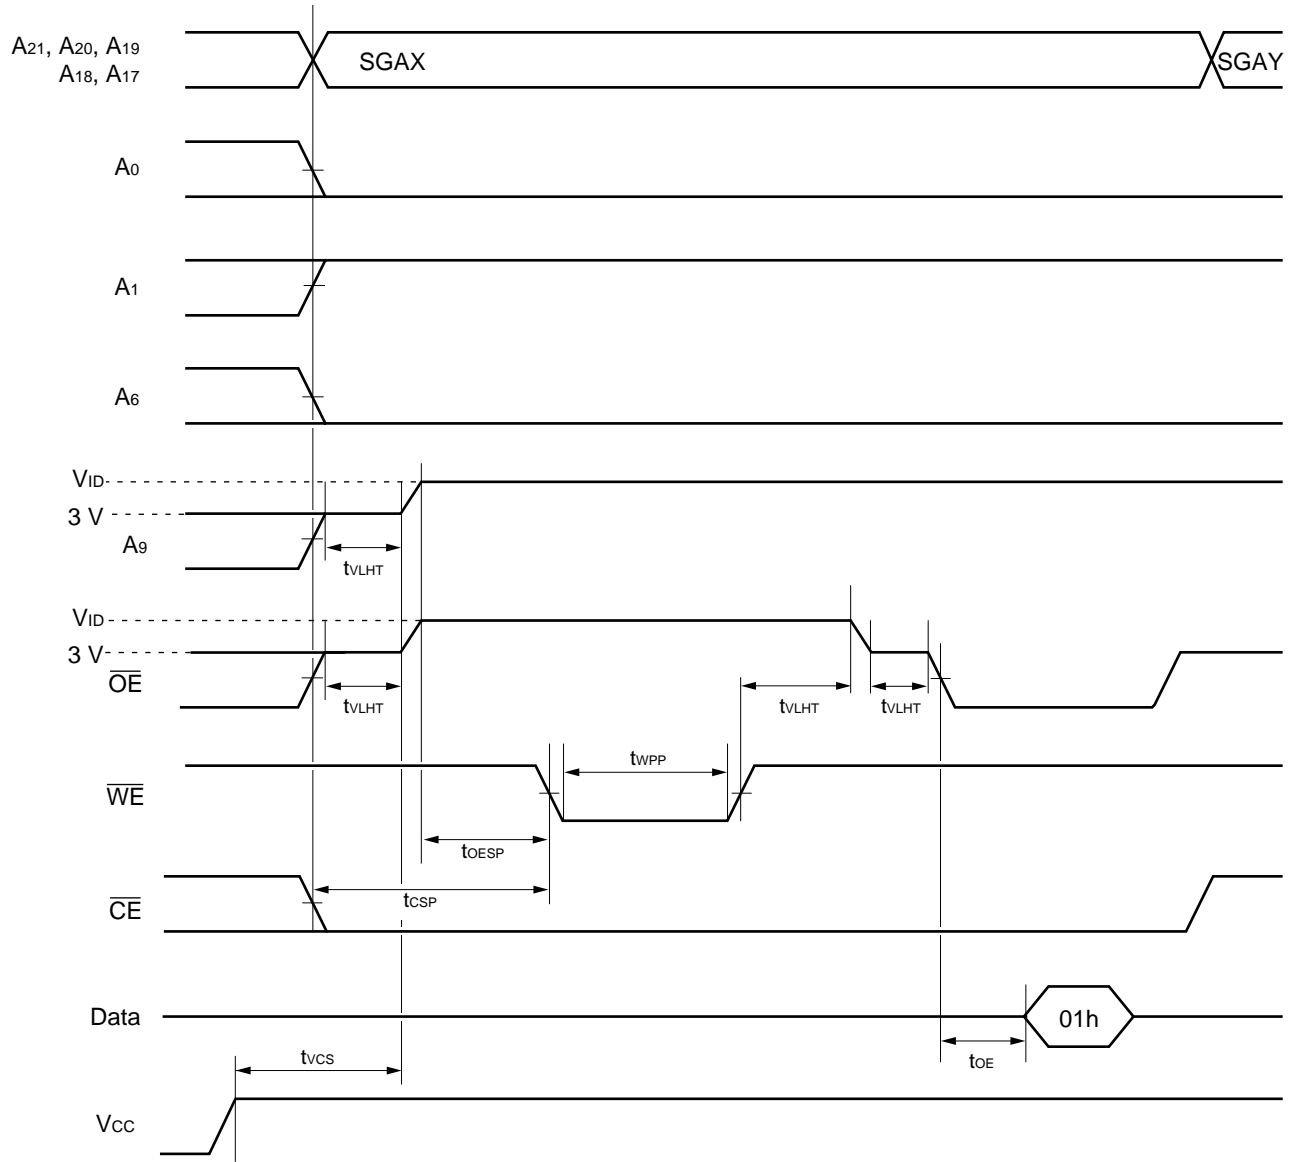 A21, A20, A19
A18, A17
SGAX
SGAY
A0
A1
A6
VID
3 V
A9
tVLHT
VID
3 V
OE
tVLHT
tVLHT
tVLHT
tWPP
WE
tOESP
tCSP
CE
Data
01h
tOE
tVCS
VCC